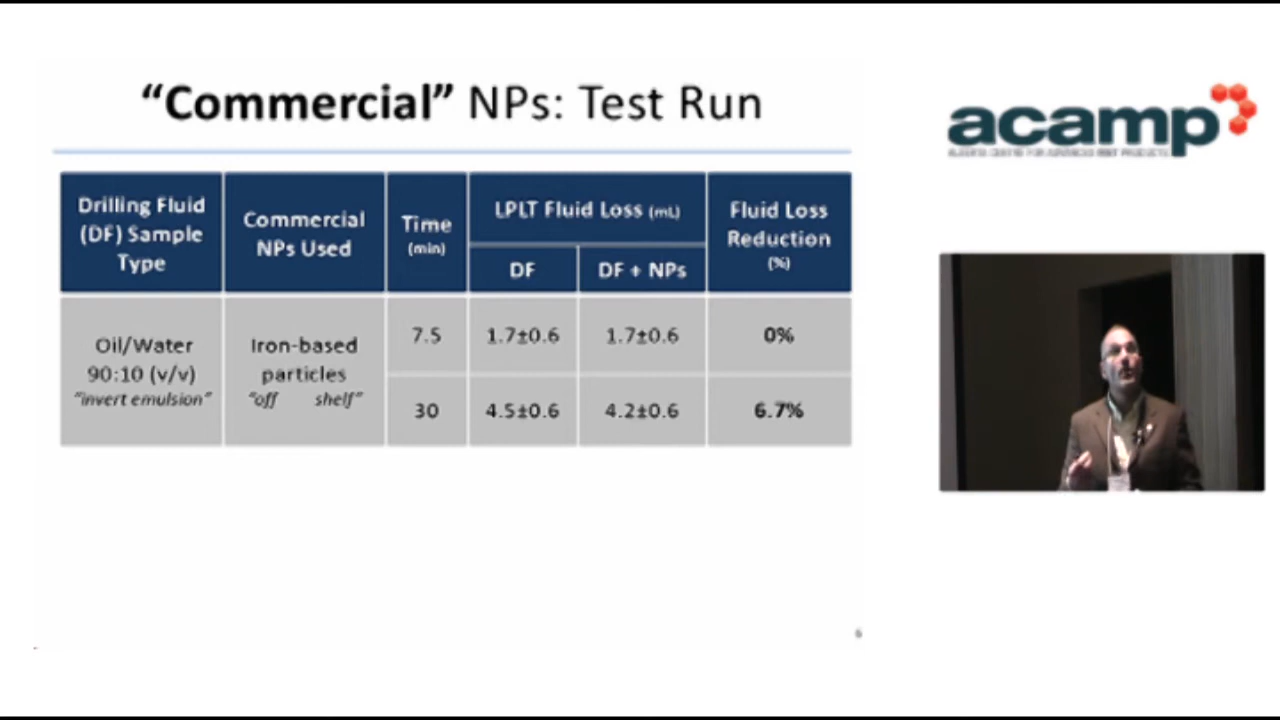 “Commercial” NPs: Test Run
acamp
Drilling Fluid
(DF) Sample
Type
Commercial
NPs Used
Time
(min)
LPLT Fluid Loss (mL)
DF
DF + NPs
Fluid Loss
Reduction
(%)
Oil/Water
90:10 (v/v)
"invert emulsion"
Iron-based
particles
"off shelf"
7.5
1.7±0.6
1.7±0.6
0%
30
4.5±0.6
4.2±0.6
6.7%